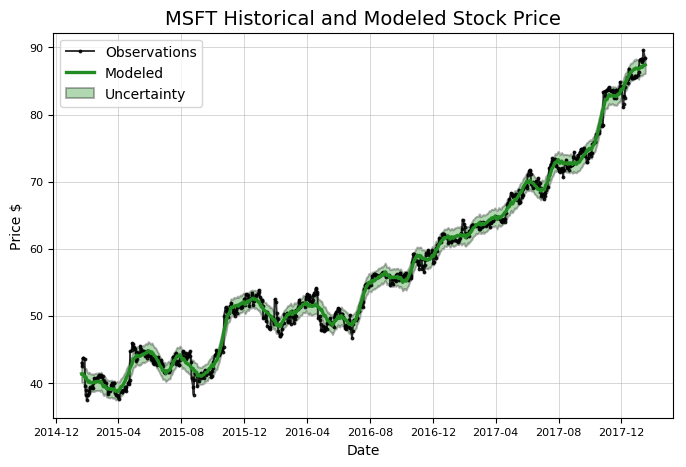 MSFT Historical and Modeled Stock Price
Observations
Modeled
Uncertainty
Price $
90
80
70
60
50
40
2014-12 2015-04 2015-08 2015-12 2016-04 2016-08 2016-12 2017-04 2017-08 2017-12
Date